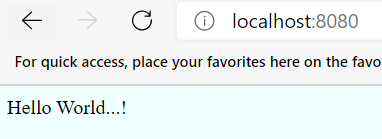 localhost:8080
For quick access, place your favorites here on the favo
Hello World...!